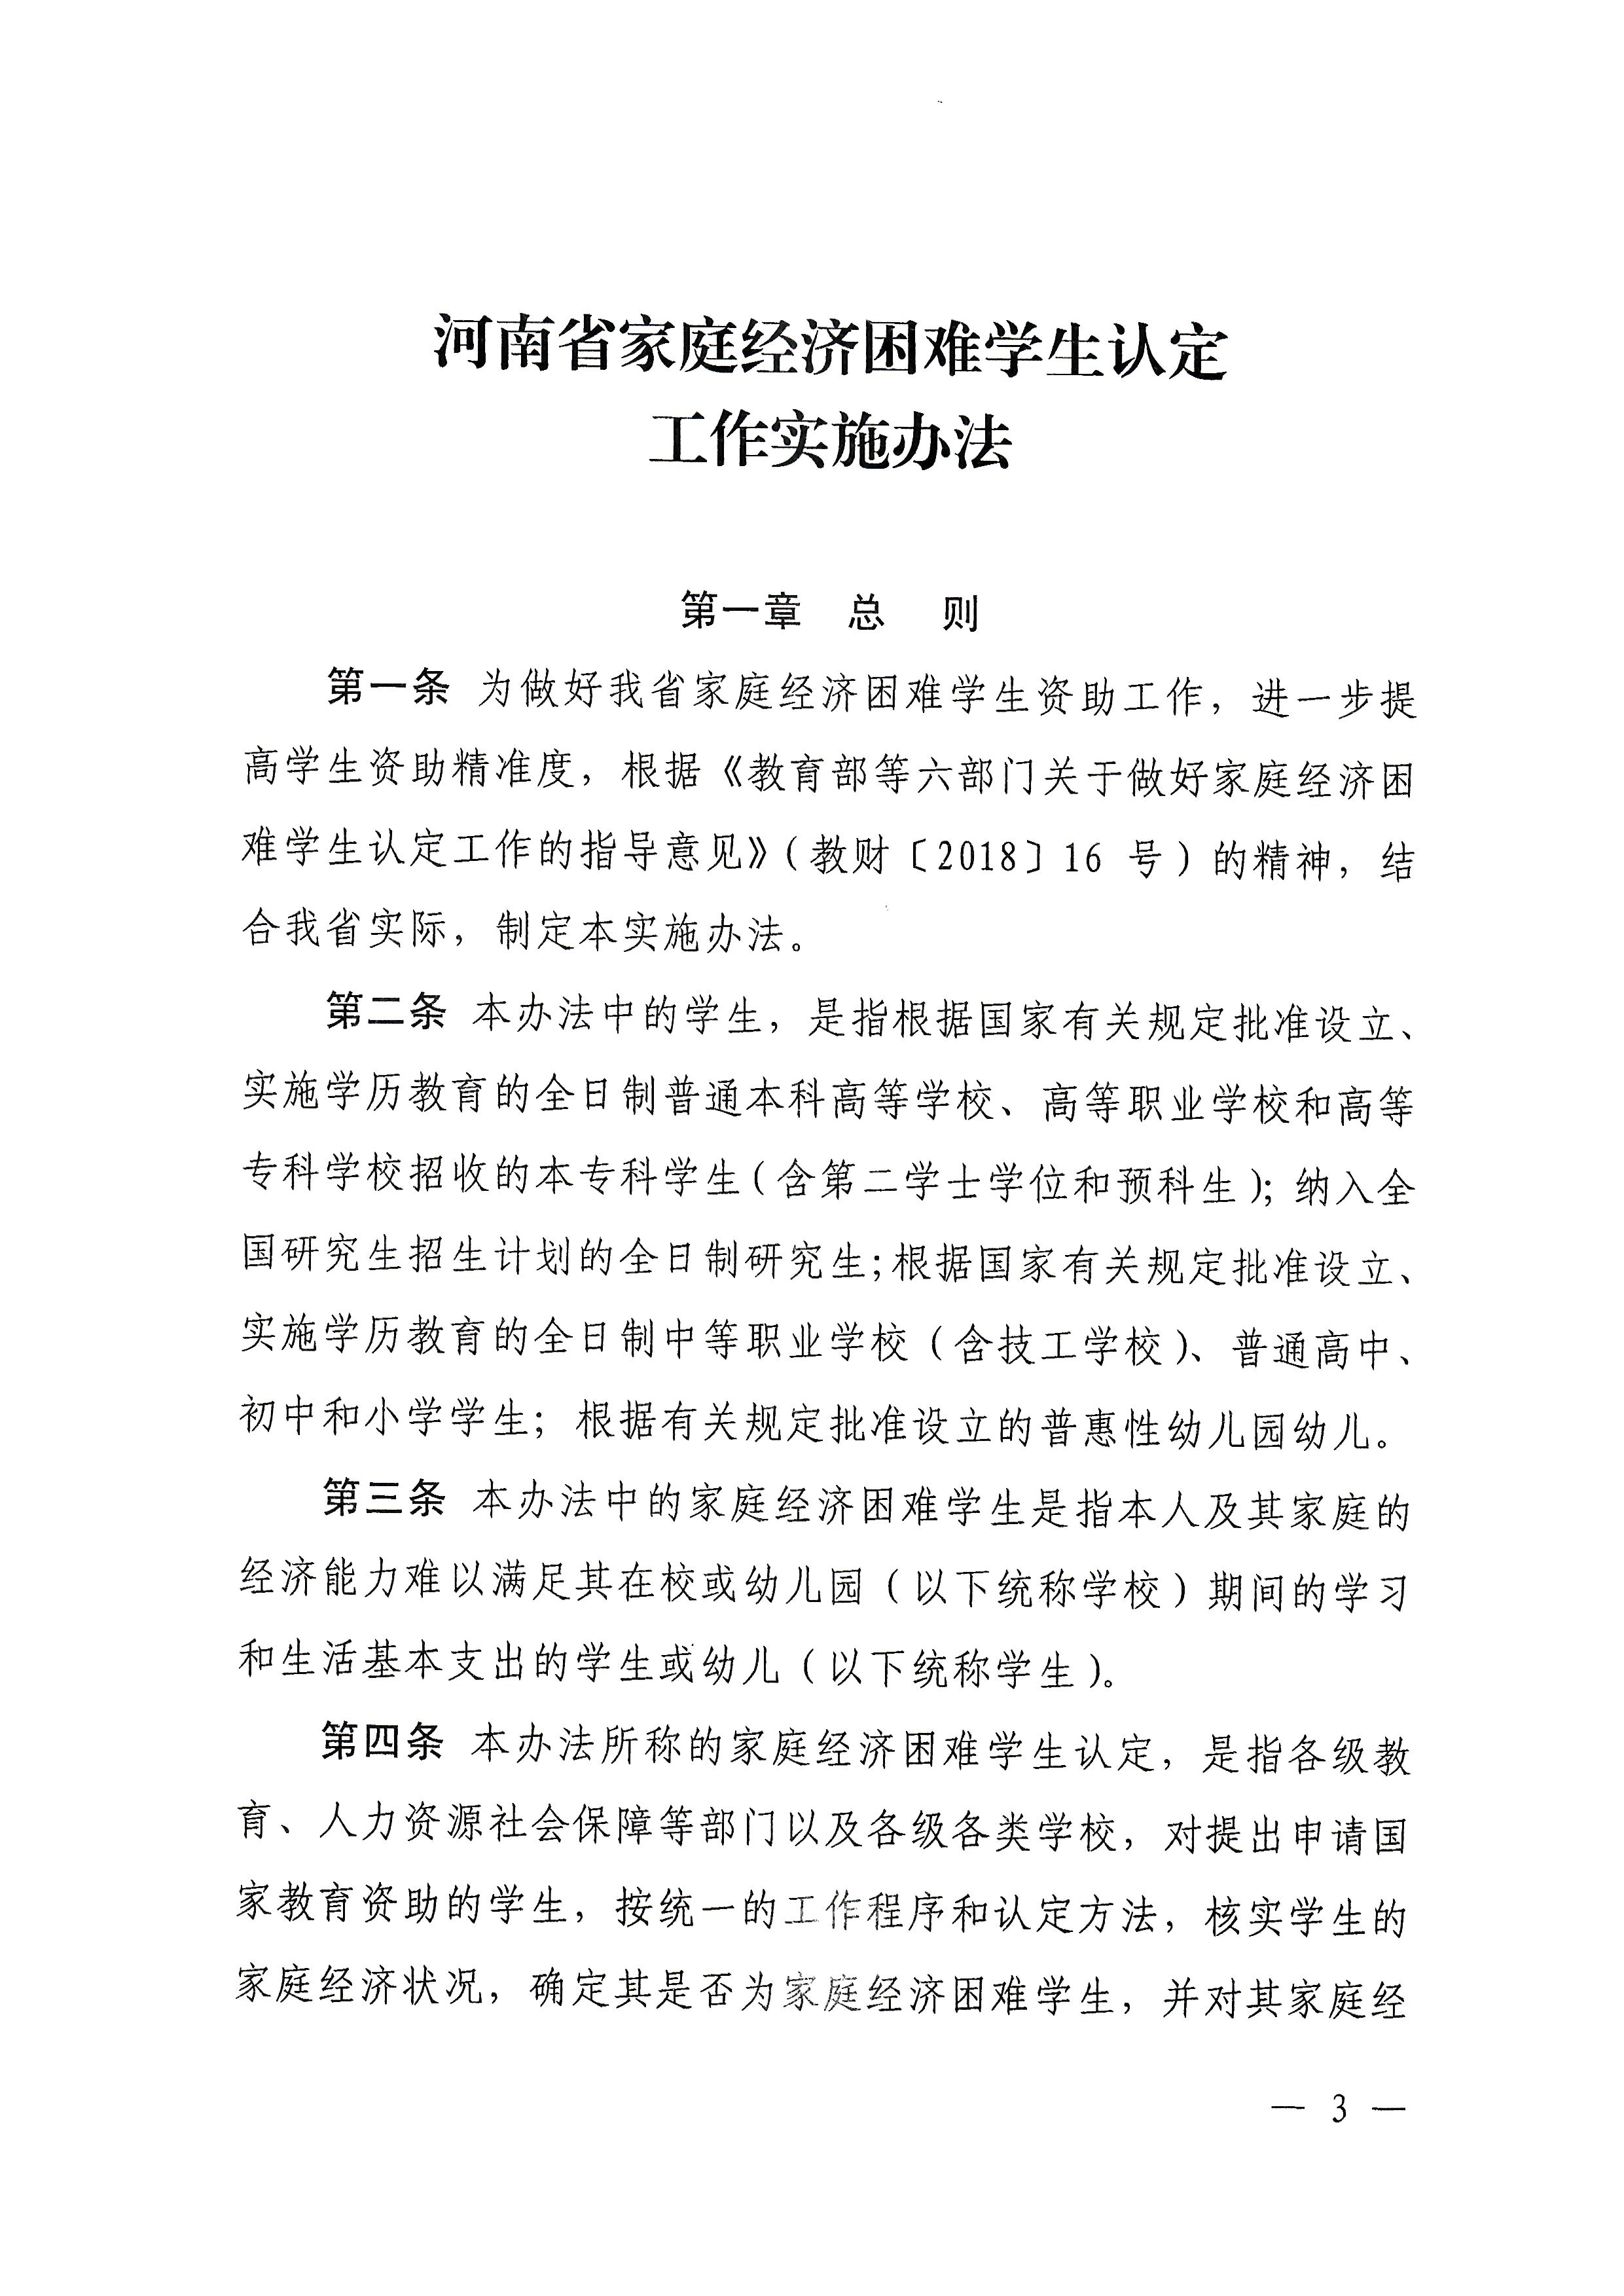 河南省家庭经济困难学生认定
工作实施办法
第一章 总 则
第一条 为做好我省家庭经济困难学生资助工作，进一步提
高学生资助精准度，根据《教育部等六部门关于做好家庭经济困
难学生认定工作的指导意见》（教财〔2018〕16 号）的精神，结
合我省实际，制定本实施办法。
第二条 本办法中的学生，是指根据国家有关规定批准设立、
实施学历教育的全日制普通本科高等学校、高等职业学校和高等
专科学校招收的本专科学生（含第二学士学位和预科生）；纳入全
国研究生招生计划的全日制研究生；根据国家有关规定批准设立、
实施学历教育的全日制中等职业学校（含技工学校）、普通高中、
初中和小学学生；根据有关规定批准设立的普惠性幼儿园幼儿。
第三条 本办法中的家庭经济困难学生是指本人及其家庭的
经济能力难以满足其在校或幼儿园（以下统称学校）期间的学习
和生活基本支出的学生或幼儿（以下统称学生）。
第四条 本办法所称的家庭经济困难学生认定，是指各级教
育、人力资源社会保障等部门以及各级各类学校，对提出申请国
家教育资助的学生，按统一的工作程序和认定方法，核实学生的
家庭经济状况，确定其是否为家庭经济困难学生，并对其家庭经
— 3 —